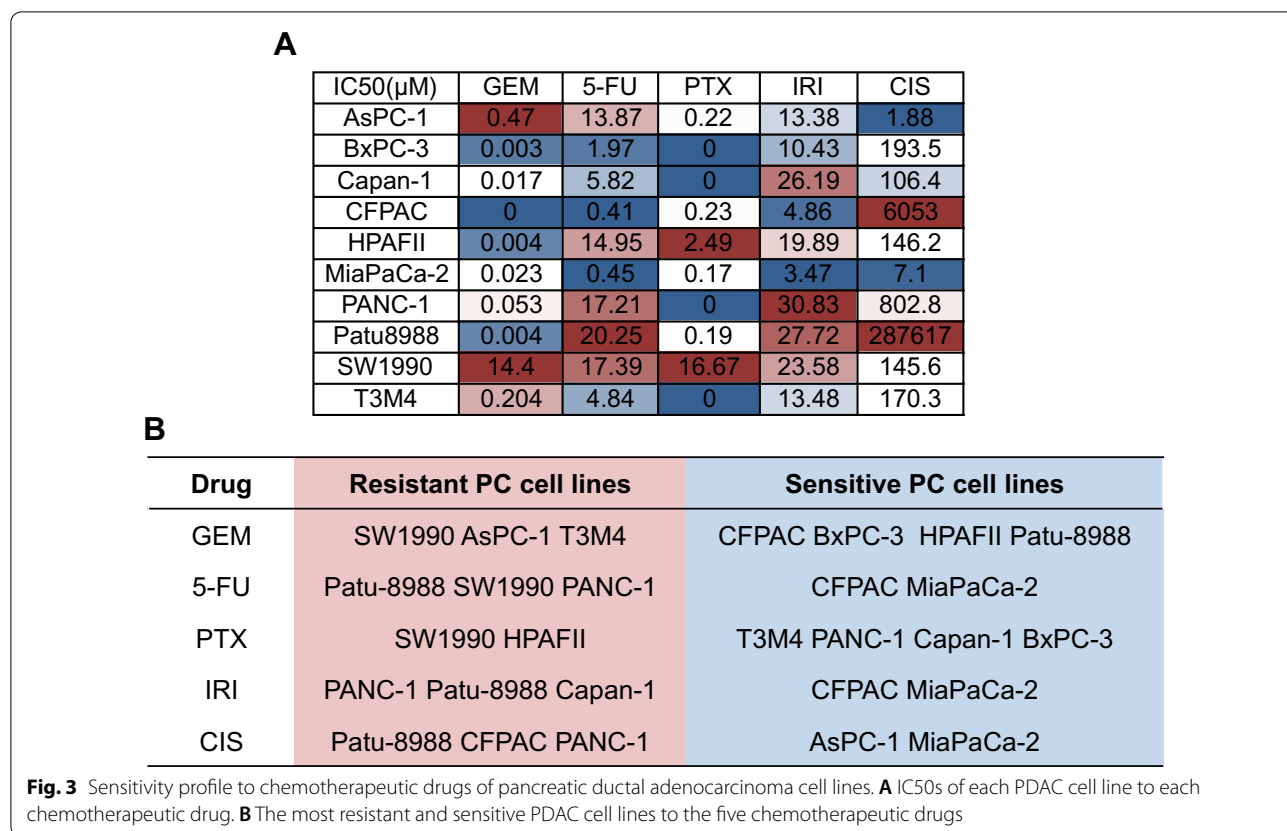 A
IC50(μM) GEM 5-FU PTX IRI CIS
AsPC-1 0.47 13.87 0.22 13.38 1.88
BxPC-3 0.003 1.97 0 10.43 193.5
Capan-1 0.017 5.82 0 26.19 106.4
CFPAC 0 0.41 0.23 4.86 6053
HPAFII 0.004 14.95 2.49 19.89 146.2
MiaPaCa-2 0.023 0.45 0.17 3.47 7.1
PANC-1 0.053 17.21 0 30.83 802.8
Patu8988 0.004 20.25 0.19 27.72 287617
SW1990 14.4 17.39 16.67 23.58 145.6
T3M4 0.204 4.84 0 13.48 170.3
B
Drug Resistant PC cell lines Sensitive PC cell lines
GEM SW1990 AsPC-1 T3M4 CFPAC BxPC-3 HPAFII Patu-8988
5-FU Patu-8988 SW1990 PANC-1 CFPAC MiaPaCa-2
PTX SW1990 HPAFII T3M4 PANC-1 Capan-1 BxPC-3
IRI PANC-1 Patu-8988 Capan-1 CFPAC MiaPaCa-2
CIS Patu-8988 CFPAC PANC-1 AsPC-1 MiaPaCa-2
Fig. 3 Sensitivity profile to chemotherapeutic drugs of pancreatic ductal adenocarcinoma cell lines. A IC50s of each PDAC cell line to each
chemotherapeutic drug. B The most resistant and sensitive PDAC cell lines to the five chemotherapeutic drugs